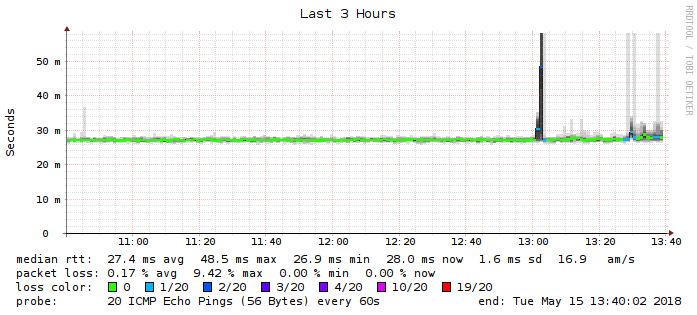 Last 3 Hours
RRDTOOL / TOBI OETIKER
Seconds
50 m
40 m
30 m
20 m
10 m
0
11:00 11:20 11:40 12:00 12:20 12:40 13:00 13:20 13:40
median rtt: 27.4 ms avg 48.5 ms max 26.9 ms min 28.0 ms now 1.6 ms sd 16.9 am/s
packet loss: 0.17 % avg 9.42 % max 0.00 % min 0.00 % now
loss color: 0 1/20 2/20 3/20 4/20 10/20 19/20
probe: 20 ICMP Echo Pings (56 Bytes) every 60s end: Tue May 15 13:40:02 2018